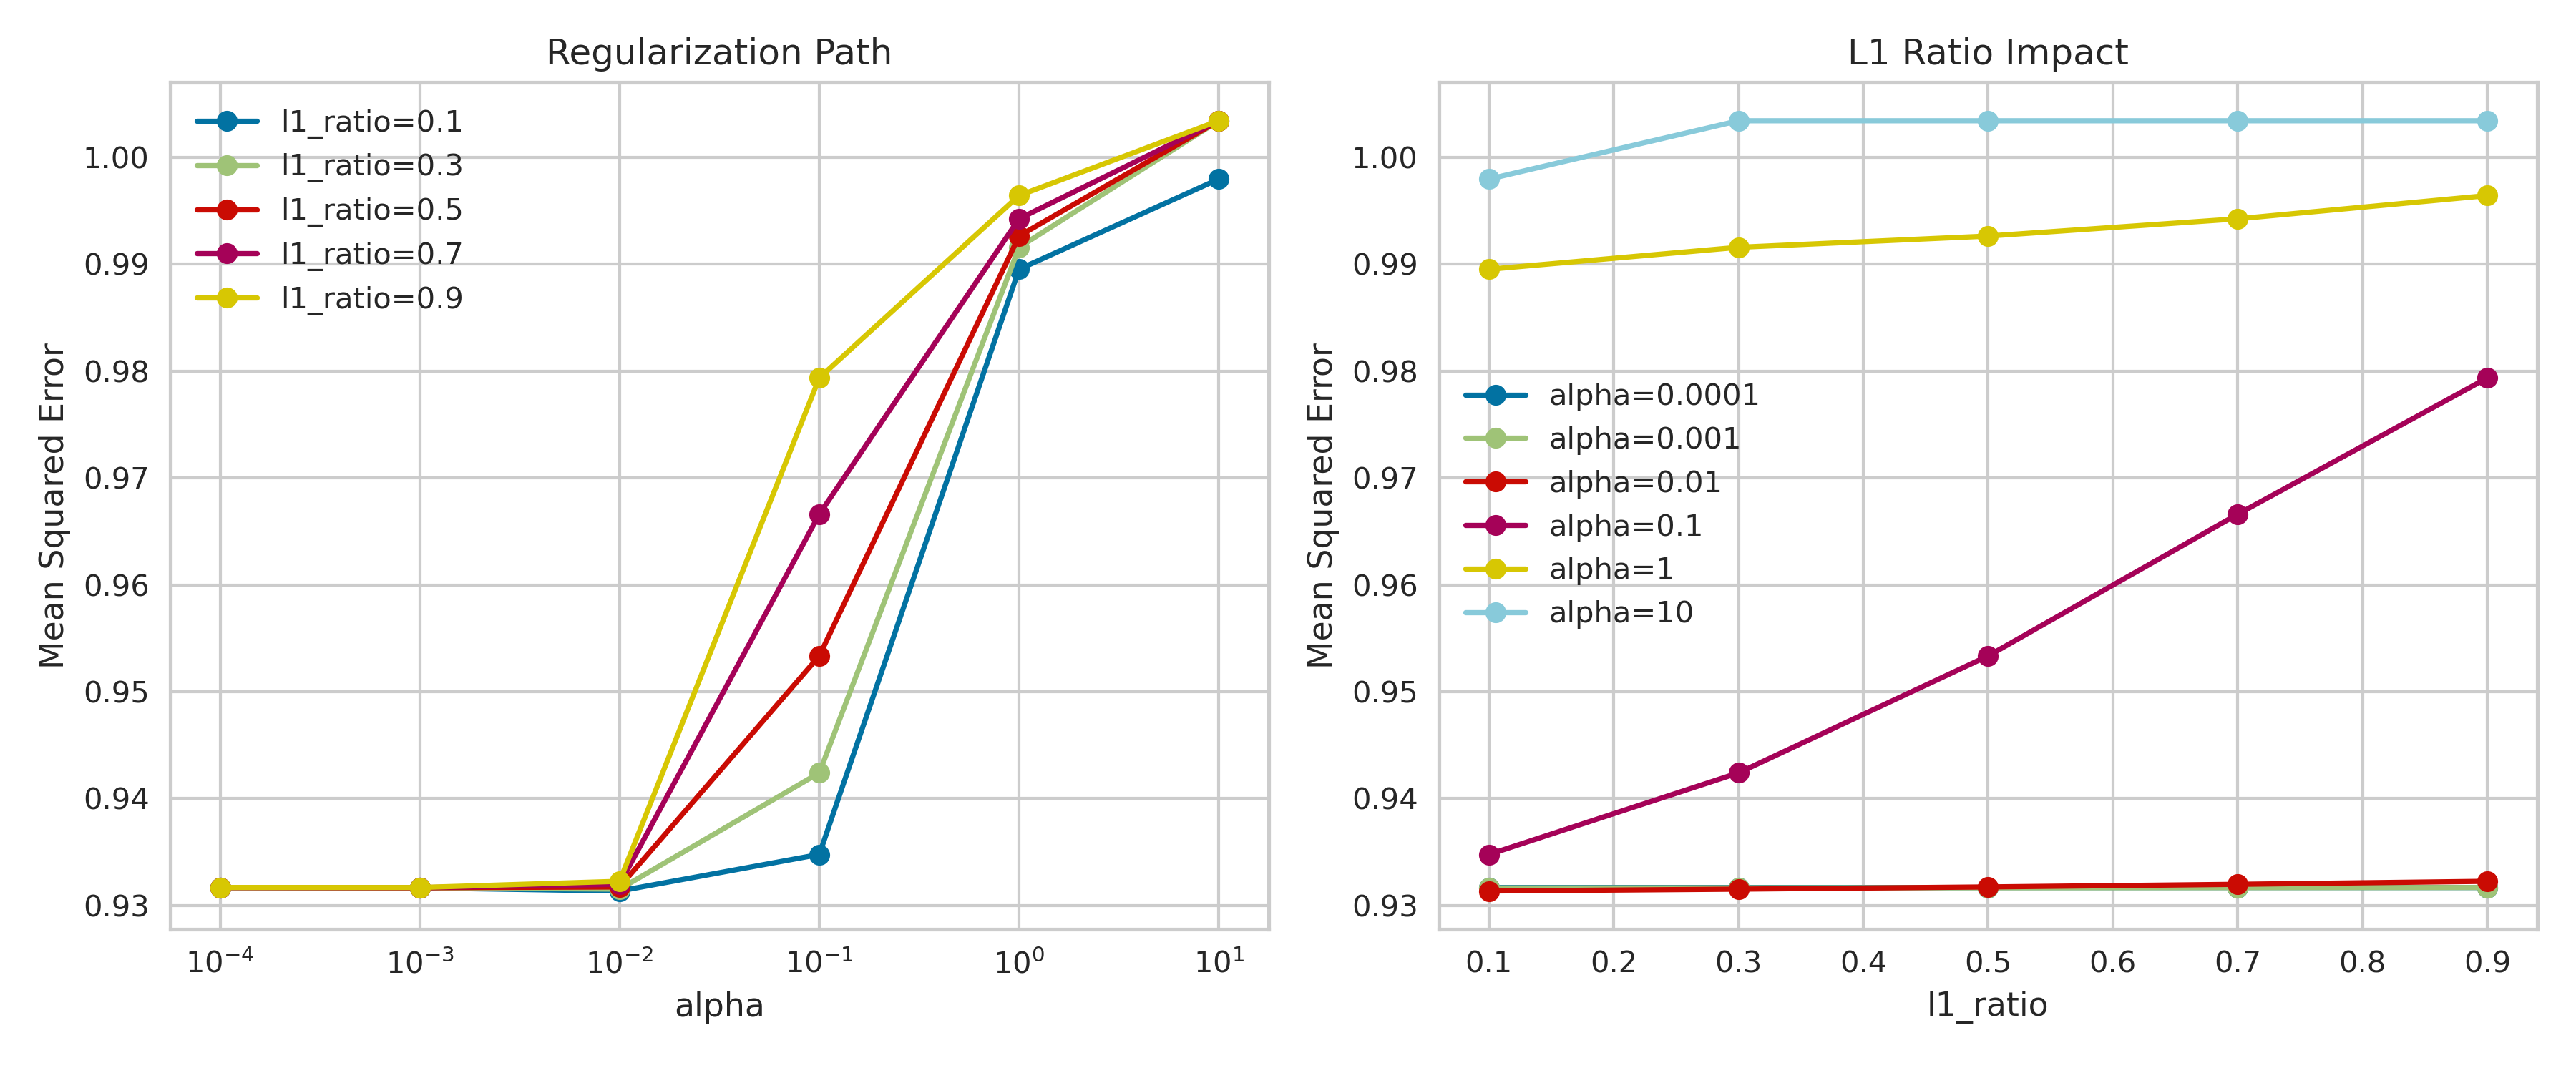 Regularization Path
l1_ratio=0.1
l1_ratio=0.3
l1_ratio=0.5
l1_ratio=0.7
l1_ratio=0.9
1.00
0.99
0.98
0.97
0.96
0.95
0.94
0.93
Mean Squared Error
10⁻⁴ 10⁻³ 10⁻² 10⁻¹ 10⁰ 10¹
alpha
L1 Ratio Impact
1.00
0.99
0.98
0.97
0.96
0.95
0.94
0.93
Mean Squared Error
alpha=0.0001
alpha=0.001
alpha=0.01
alpha=0.1
alpha=1
alpha=10
0.1 0.2 0.3 0.4 0.5 0.6 0.7 0.8 0.9
l1_ratio